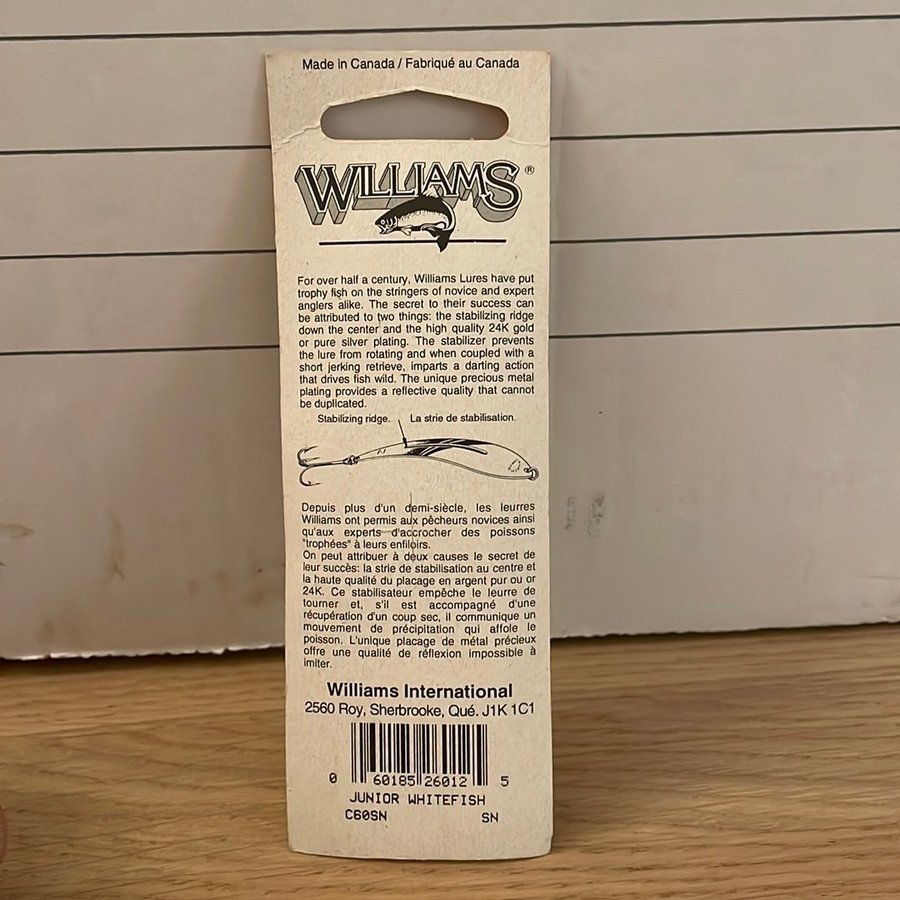 Made in Canada / Fabriqué au Canada
WILLIAMS®
For over half a century, Williams Lures have put
trophy fish on the stringers of novice and expert
anglers alike. The secret to their success can
be attributed to two things: the stabilizing ridge
down the center and the high quality 24K gold
or pure silver plating. The stabilizer prevents
the lure from rotating and when coupled with a
short jerking retrieve, imparts a darting action
that drives fish wild. The unique precious metal
plating provides a reflective quality that cannot
be duplicated.
Stabilizing ridge. La strie de stabilisation.
Depuis plus d'un demi-siècle, les leurres
Williams ont permis aux pêcheurs novices ainsi
qu'aux experts d'accrocher des poissons
"trophées" à leurs enfiloirs.
On peut attribuer à deux causes le secret de
leur succès: la strie de stabilisation au centre et
la haute qualité du placage en argent pur ou or
24K. Ce stabilisateur empêche le leurre de
tourner et, s'il est accompagné d'une
récupération d'un coup sec, il communique un
mouvement de précipitation qui affole le
poisson. L'unique placage de métal précieux
offre une qualité de réflexion impossible à
imiter.
Williams International
2560 Roy, Sherbrooke, Qué. J1K 1C1
0 60185 26012 5
JUNIOR WHITEFISH
C60SN SN